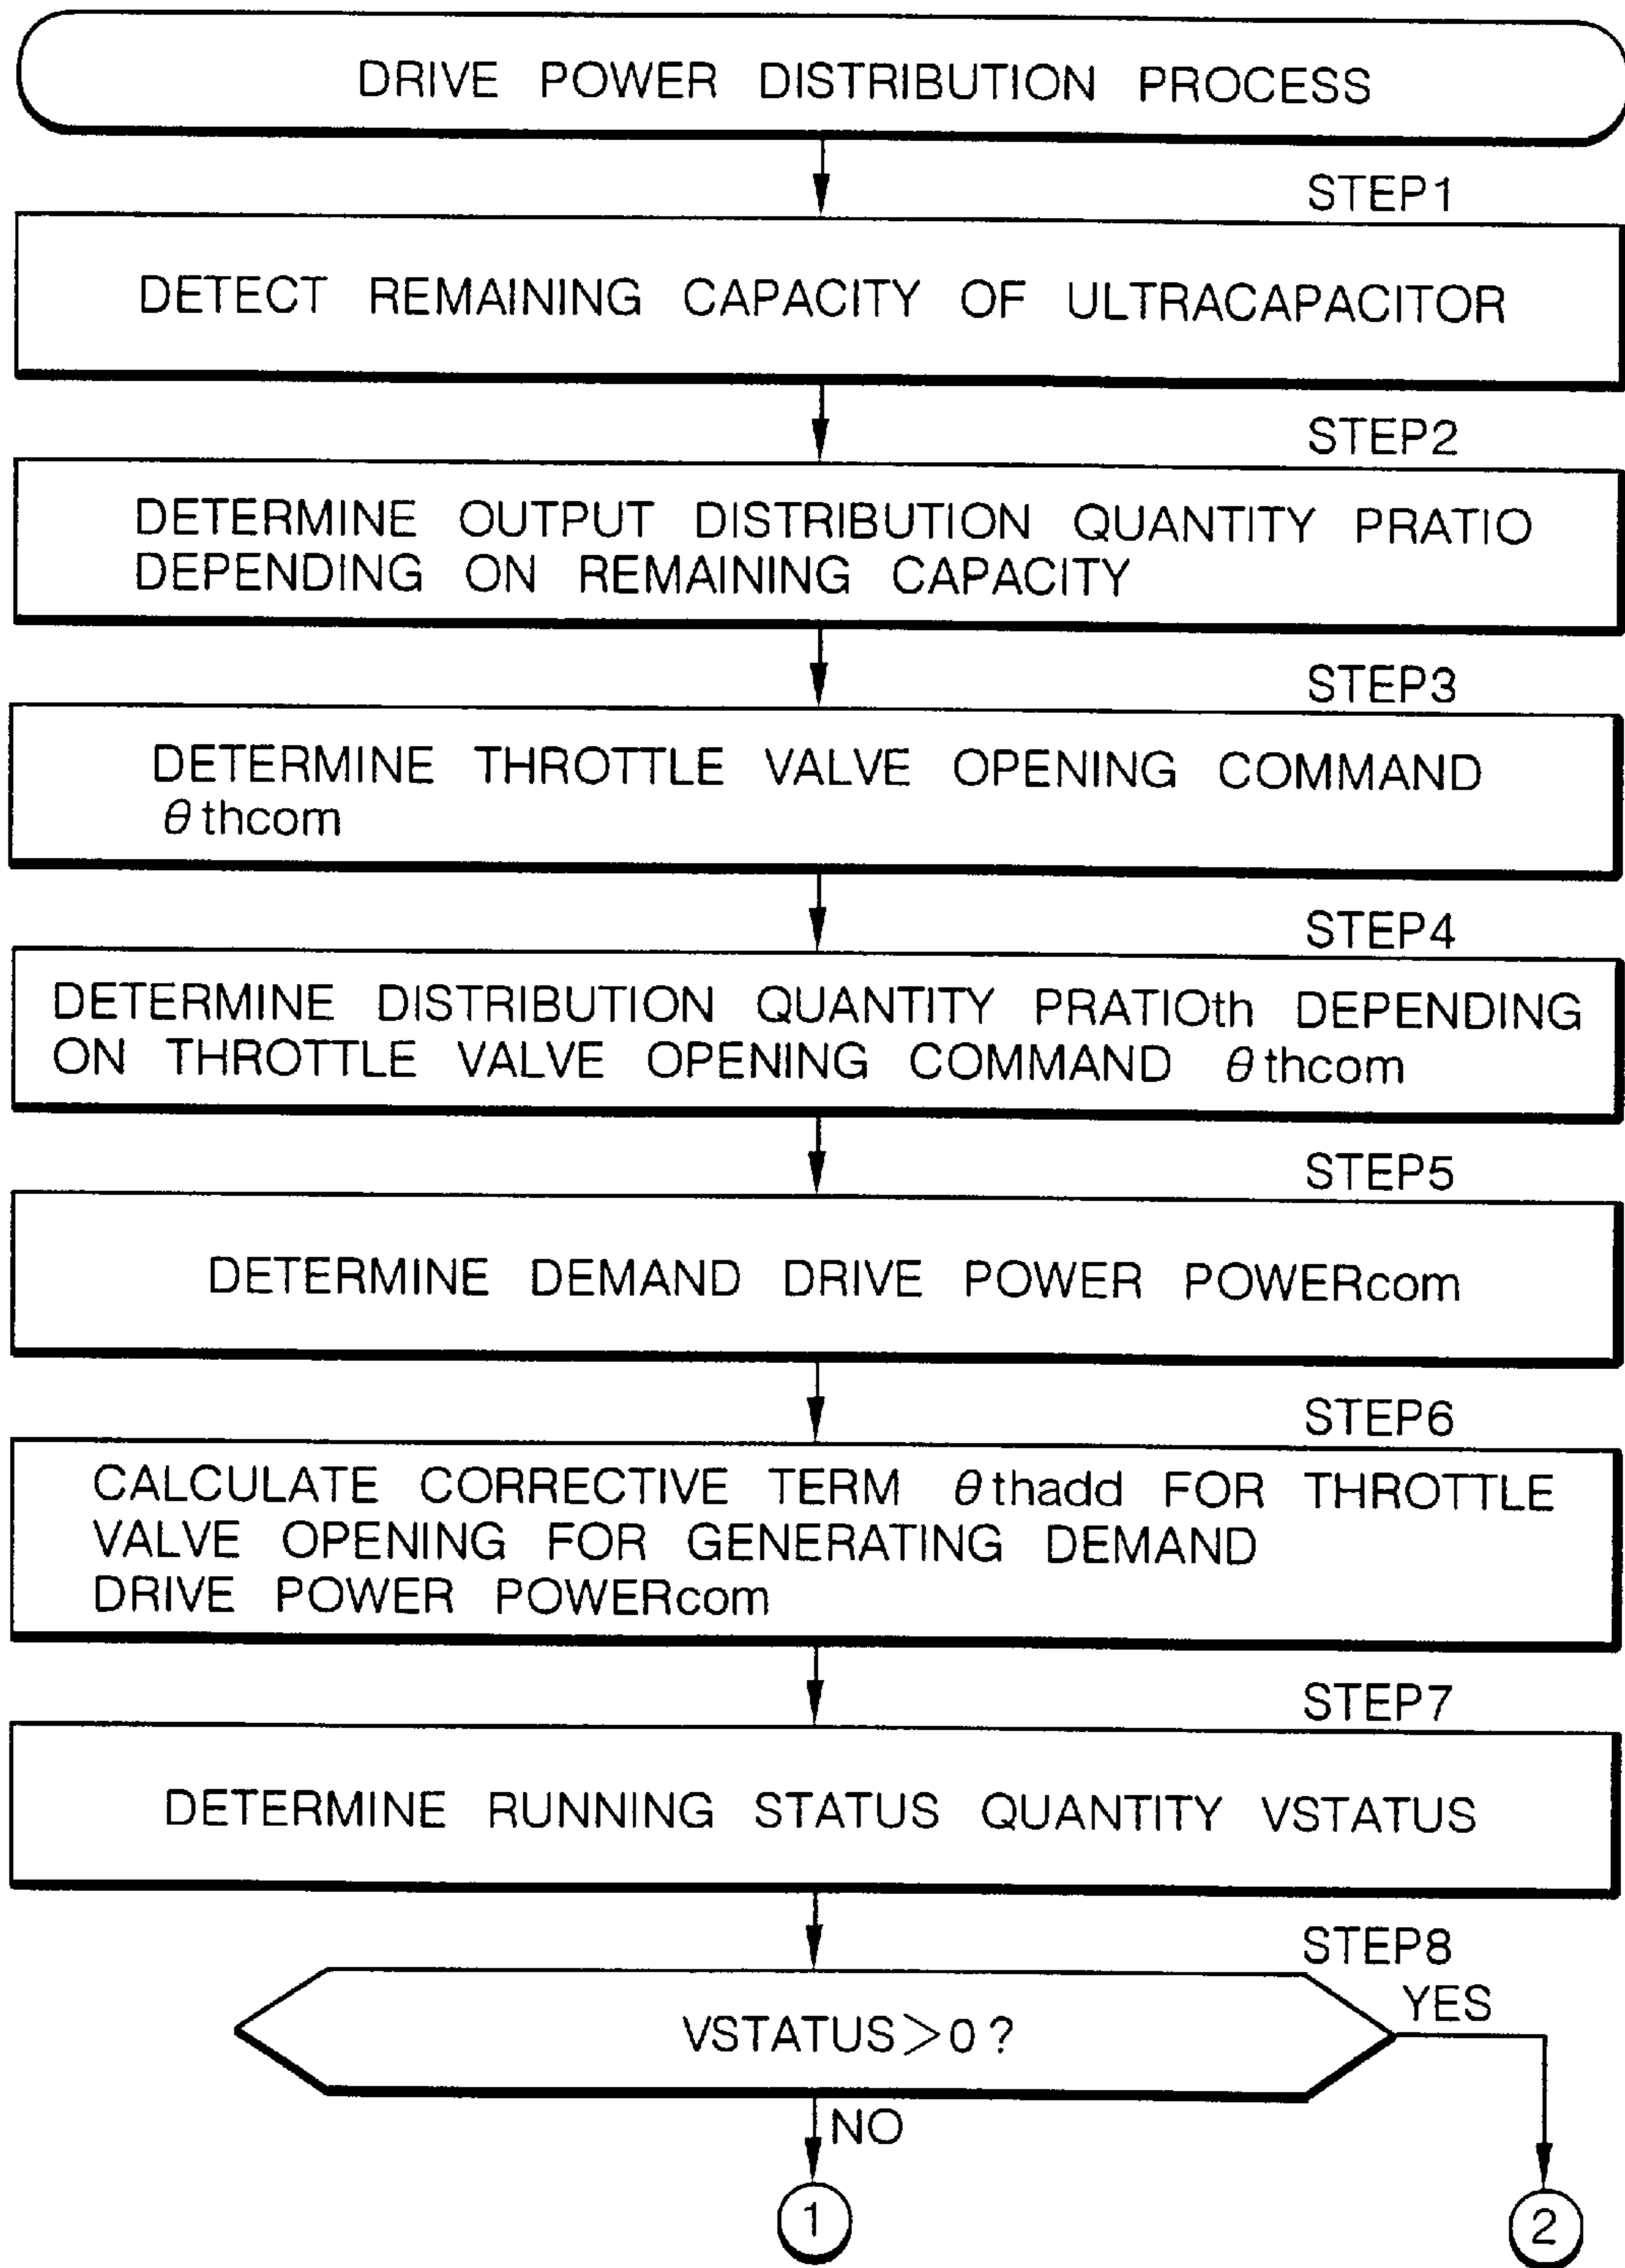 DRIVE POWER DISTRIBUTION PROCESS
STEP1
DETECT REMAINING CAPACITY OF ULTRACAPACITOR
STEP2
DETERMINE OUTPUT DISTRIBUTION QUANTITY PRATIO
DEPENDING ON REMAINING CAPACITY
STEP3
DETERMINE THROTTLE VALVE OPENING COMMAND
θthcom
STEP4
DETERMINE DISTRIBUTION QUANTITY PRATIOth DEPENDING
ON THROTTLE VALVE OPENING COMMAND θthcom
STEP5
DETERMINE DEMAND DRIVE POWER POWERcom
STEP6
CALCULATE CORRECTIVE TERM θthadd FOR THROTTLE
VALVE OPENING FOR GENERATING DEMAND
DRIVE POWER POWERcom
STEP7
DETERMINE RUNNING STATUS QUANTITY VSTATUS
STEP8
VSTATUS>0?
YES
NO
1
2